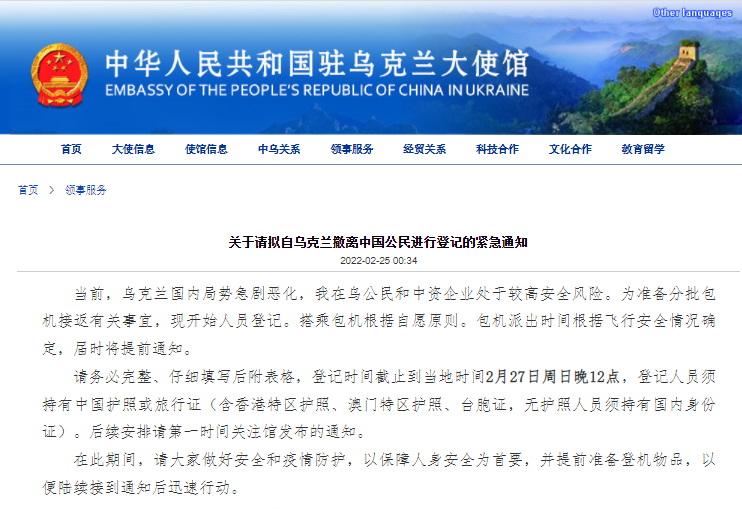 Other languages
中华人民共和国驻乌克兰大使馆
EMBASSY OF THE PEOPLE'S REPUBLIC OF CHINA IN UKRAINE
首页 大使信息 使馆信息 中乌关系 领事服务 经贸关系 科技合作 文化合作 教育留学
首页 > 领事服务
关于请拟自乌克兰撤离中国公民进行登记的紧急通知
2022-02-25 00:34
当前，乌克兰国内局势急剧恶化，我在乌公民和中资企业处于较高安全风险。为准备分批包
机接返有关事宜，现开始人员登记。搭乘包机根据自愿原则。包机派出时间根据飞行安全情况确
定，届时将提前通知。
请务必完整、仔细填写后附表格，登记时间截止到当地时间2月27日周日晚12点，登记人员须
持有中国护照或旅行证（含香港特区护照、澳门特区护照、台胞证，无护照人员须持有国内身份
证）。后续安排请第一时间关注馆发布的通知。
在此期间，请大家做好安全和疫情防护，以保障人身安全为首要，并提前准备登机物品，以
便陆续接到通知后迅速行动。